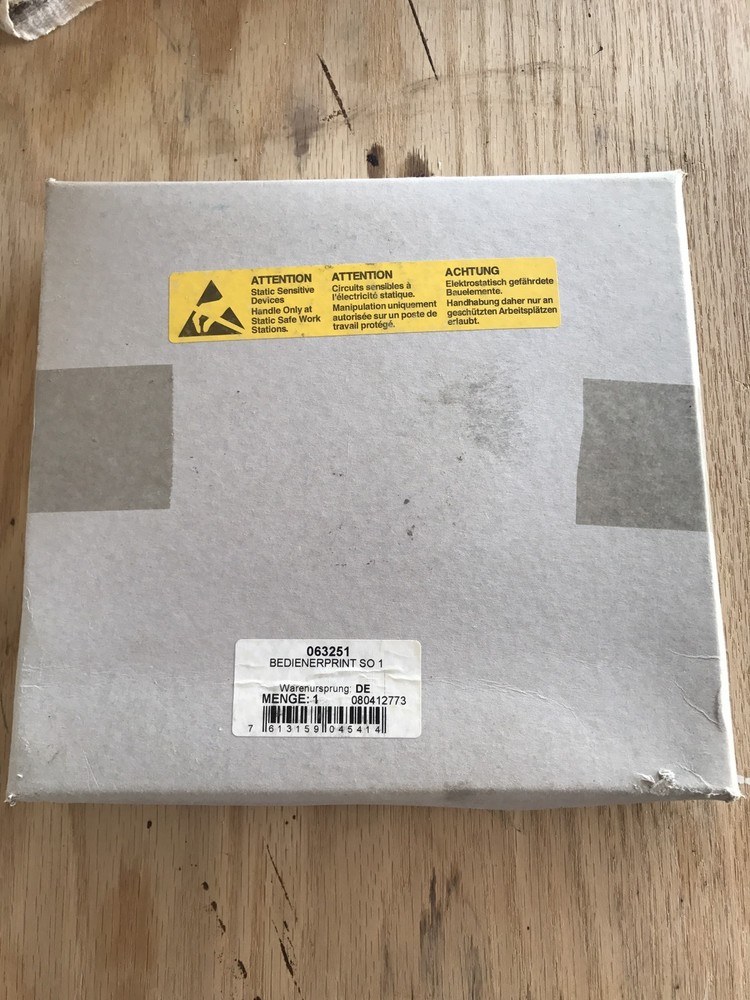 ATTENTION
Static Sensitive
Devices
Handle Only at
Static Safe Work
Stations.
ATTENTION
Circuits sensibles à
l'électricité statique.
Manipulation uniquement
autorisée sur un poste de
travail protégé.
ACHTUNG
Elektrostatisch gefährdete
Bauelemente.
Handhabung daher nur an
geschützten Arbeitsplätzen
erlaubt.
063251
BEDIENERPRINT SO 1
Warenursprung: DE
MENGE: 1 080412773
7 613159 045414